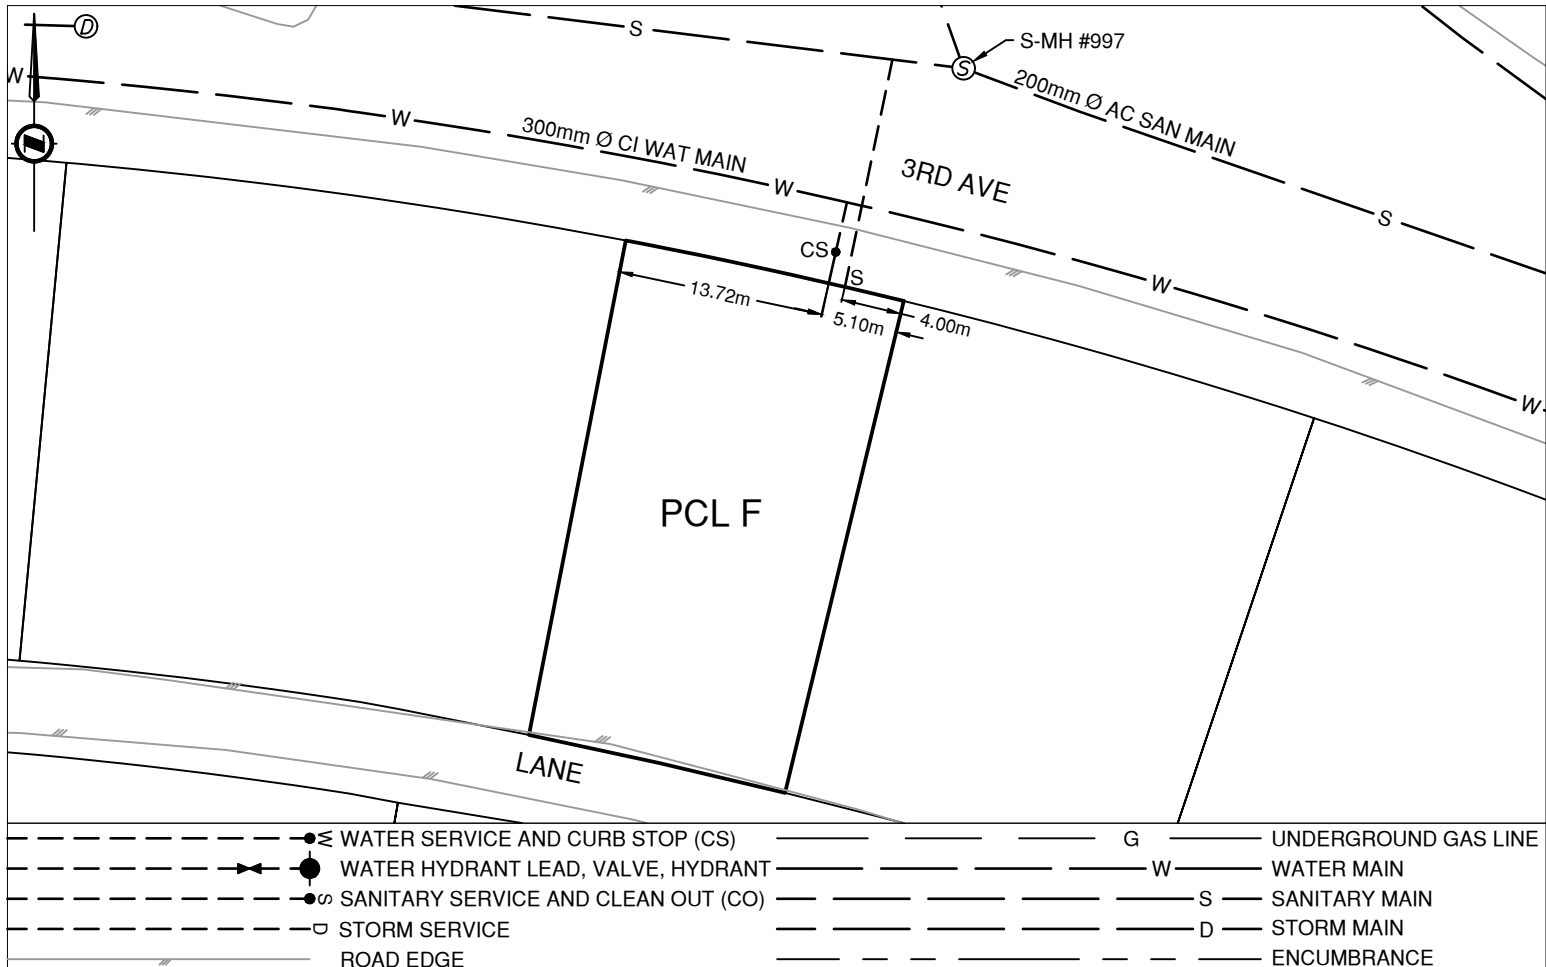 D
S
S-MH #997
S
200mm Ø AC SAN MAIN
W
W
300mm Ø CI WAT MAIN
W
3RD AVE
S
N
CS
S
W
13.72m
5.10m
4.00m
W
PCL F
LANE
W WATER SERVICE AND CURB STOP (CS)
G UNDERGROUND GAS LINE
WATER HYDRANT LEAD, VALVE, HYDRANT
W WATER MAIN
S SANITARY SERVICE AND CLEAN OUT (CO)
S SANITARY MAIN
D STORM SERVICE
D STORM MAIN
ROAD EDGE
ENCUMBRANCE